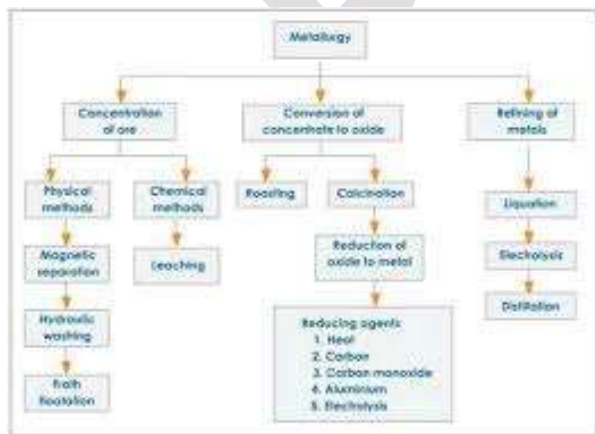 Metallurgy
Concentration
of ore
Conversion of
concentrate to oxide
Refining of
metals
Physical
methods
Chemical
methods
Roasting
Calcination
Liquation
Magnetic
separation
Leaching
Reduction of
oxide to metal
Electrolysis
Hydraulic
washing
Distillation
Froth
floatation
Reducing agents
1. Heat
2. Carbon
3. Carbon monoxide
4. Aluminium
5. Electrolysis